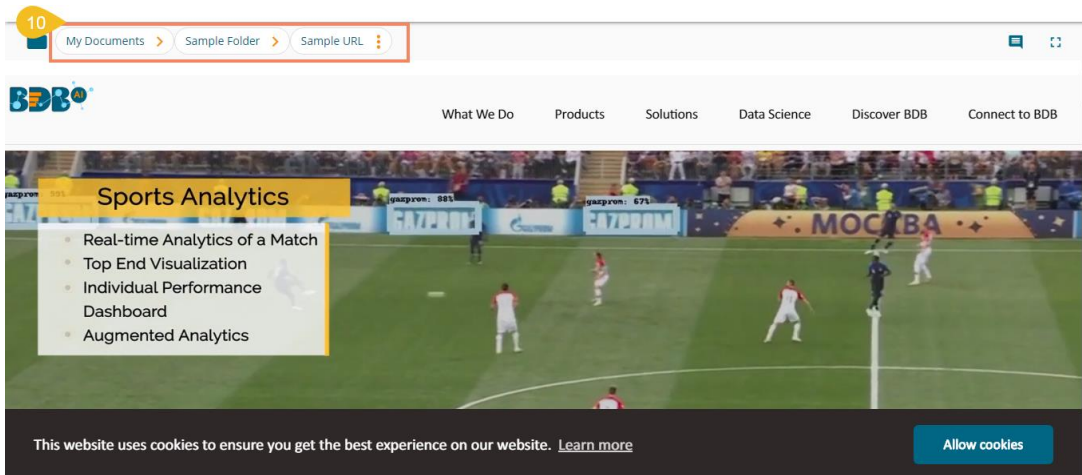 10
My Documents > Sample Folder > Sample URL
BDB AI
What We Do Products Solutions Data Science Discover BDB Connect to BDB
Sports Analytics
Real-time Analytics of a Match
Top End Visualization
Individual Performance
Dashboard
Augmented Analytics
gazprom: 88%
gazprom: 67%
GAZPROM
МОСКВА
This website uses cookies to ensure you get the best experience on our website. Learn more
Allow cookies